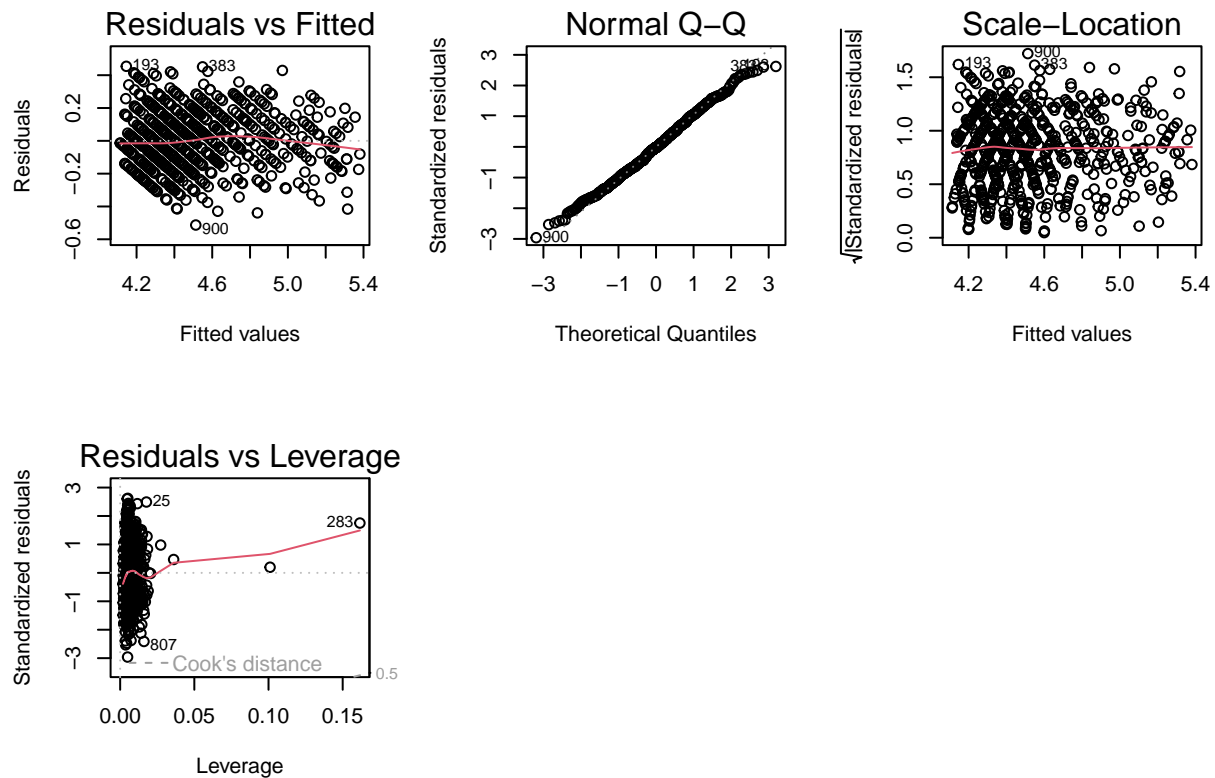 Residuals vs Fitted
Residuals
0.2
−0.2
−0.6
193
383
900
4.2 4.6 5.0 5.4
Fitted values
Normal Q−Q
Standardized residuals
3
2
1
−1
−3
383
900
−3 −1 0 1 2 3
Theoretical Quantiles
Scale−Location
√|Standardized residuals|
1.5
1.0
0.5
0.0
900
193
383
4.2 4.6 5.0 5.4
Fitted values
Residuals vs Leverage
Standardized residuals
3
1
−1
−3
25
283
807
Cook's distance
0.5
0.00 0.05 0.10 0.15
Leverage